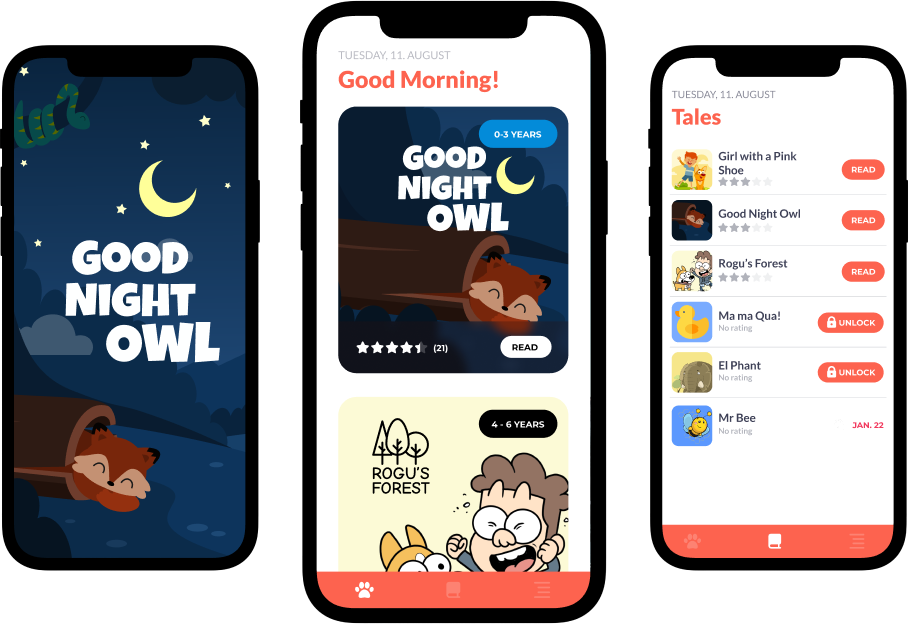 GOOD
NIGHT
OWL
TUESDAY, 11. AUGUST
Good Morning!
0-3 YEARS
GOOD
NIGHT
OWL
(21)
READ
4 - 6 YEARS
ROGU'S
FOREST
TUESDAY, 11. AUGUST
Tales
Girl with a Pink
Shoe
READ
Good Night Owl
READ
Rogu's Forest
READ
Ma ma Qua!
No rating
UNLOCK
El Phant
No rating
UNLOCK
Mr Bee
No rating
JAN. 22